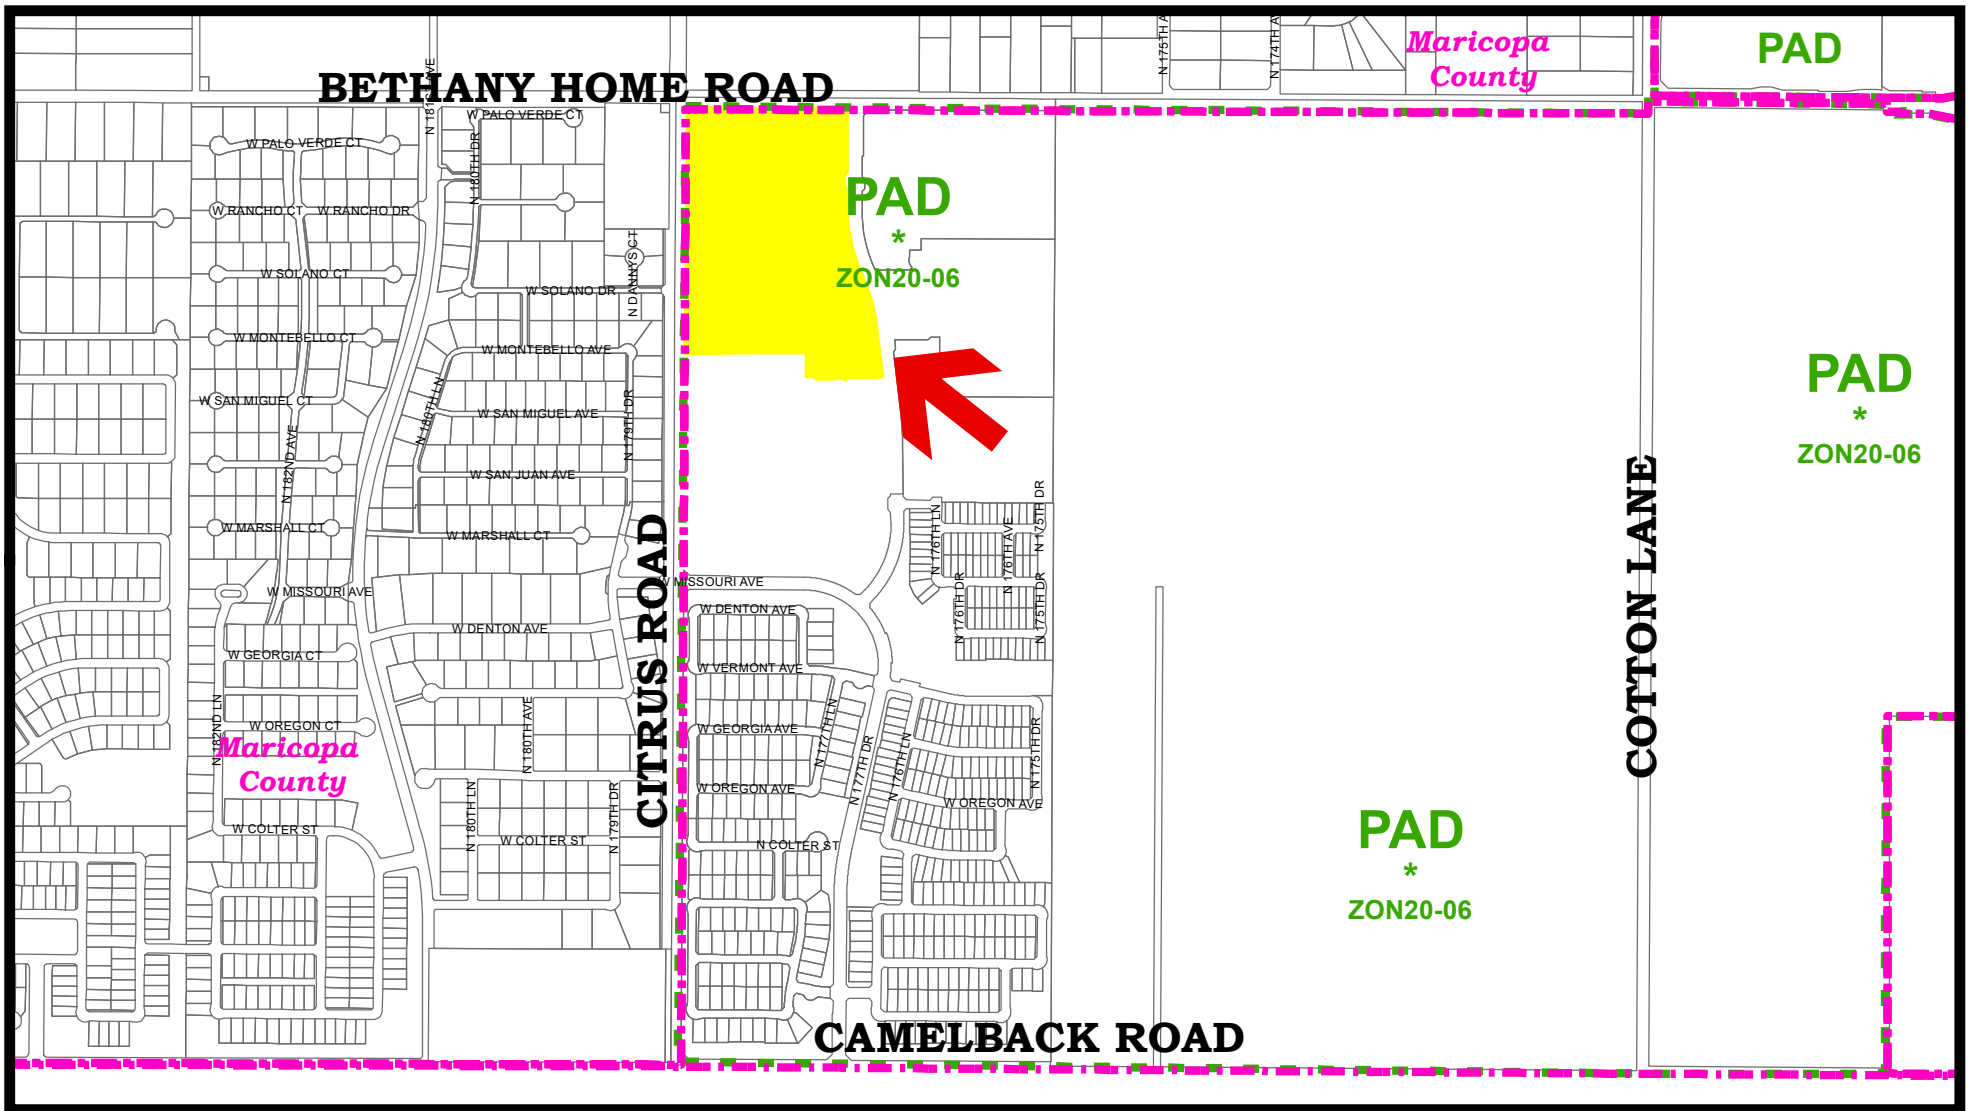 BETHANY HOME ROAD
Maricopa
County
PAD
N 175TH A
N 174TH AV
N 181ST AVE
W PALO VERDE CT
W PALO VERDE CT
N 180TH DR
W RANCHO CT
W RANCHO DR
PAD
*
ZON20-06
N DANNYS CT
W SOLANO CT
W SOLANO DR
W MONTEBELLO CT
W MONTEBELLO AVE
N 180TH LN
W SAN MIGUEL CT
W SAN MIGUEL AVE
N 179TH DR
PAD
*
ZON20-06
N 182ND AVE
W SAN JUAN AVE
W MARSHALL CT
W MARSHALL CT
N 176TH LN
N 176TH AVE
N 175TH DR
CITRUS ROAD
COTTON LANE
W MISSOURI AVE
W MISSOURI AVE
N 176TH DR
N 175TH DR
W DENTON AVE
W DENTON AVE
W GEORGIA CT
W VERMONT AVE
N 182ND LN
W OREGON CT
N 180TH AVE
W GEORGIA AVE
N 177TH LN
N 177TH DR
N 176TH LN
N 175TH DR
Maricopa
County
W OREGON AVE
W OREGON AVE
N 180TH LN
N 179TH DR
W COLTER ST
W COLTER ST
N COLTER ST
PAD
*
ZON20-06
CAMELBACK ROAD